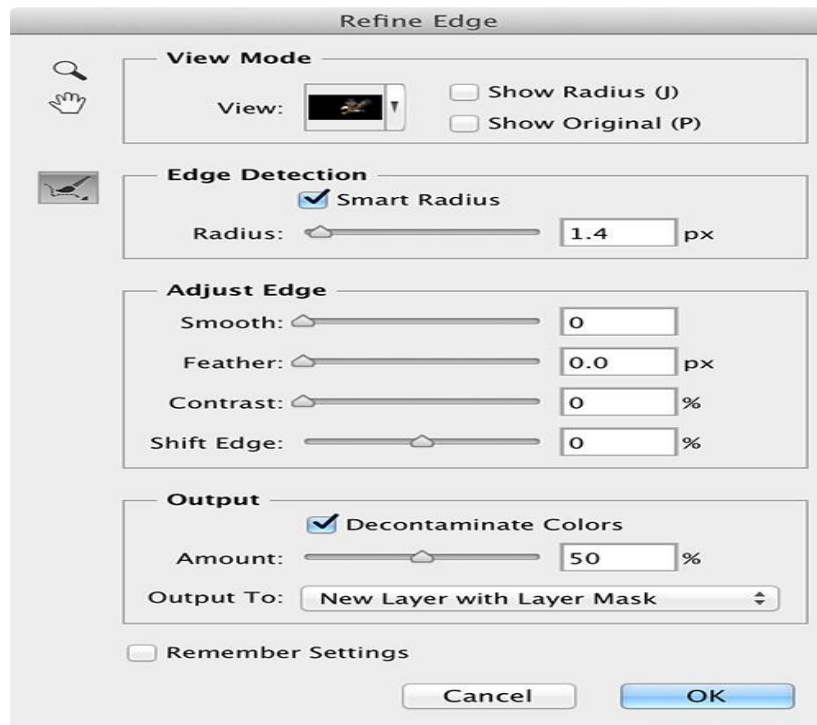 Refine Edge
View Mode
View:
Show Radius (J)
Show Original (P)
Edge Detection
Smart Radius
Radius: 1.4 px
Adjust Edge
Smooth: 0
Feather: 0.0 px
Contrast: 0 %
Shift Edge: 0 %
Output
Decontaminate Colors
Amount: 50 %
Output To: New Layer with Layer Mask
Remember Settings
Cancel OK